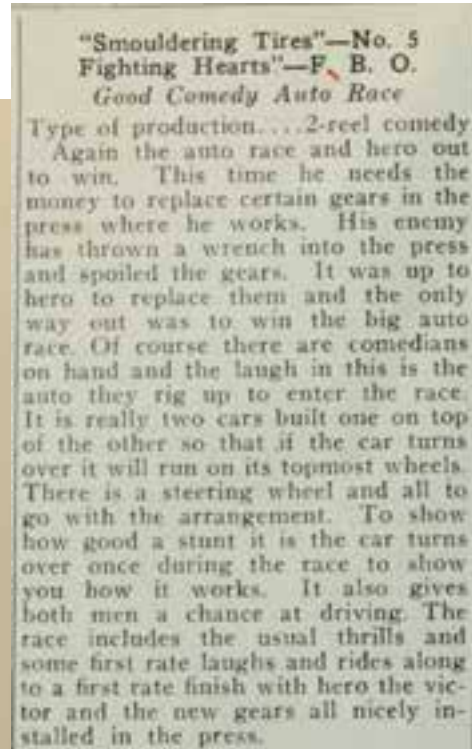 "Smouldering Tires"—No. 5
Fighting Hearts"—F. B. O.
Good Comedy Auto Race
Type of production....2-reel comedy
Again the auto race and hero out
to win. This time he needs the
money to replace certain gears in the
press where he works. His enemy
has thrown a wrench into the press
and spoiled the gears. It was up to
hero to replace them and the only
way out was to win the big auto
race. Of course there are comedians
on hand and the laugh in this is the
auto they rig up to enter the race.
It is really two cars built one on top
of the other so that if the car turns
over it will run on its topmost wheels.
There is a steering wheel and all to
go with the arrangement. To show
how good a stunt it is the car turns
over once during the race to show
you how it works. It also gives
both men a chance at driving. The
race includes the usual thrills and
some first rate laughs and rides along
to a first rate finish with hero the vic-
tor and the new gears all nicely in-
stalled in the press.